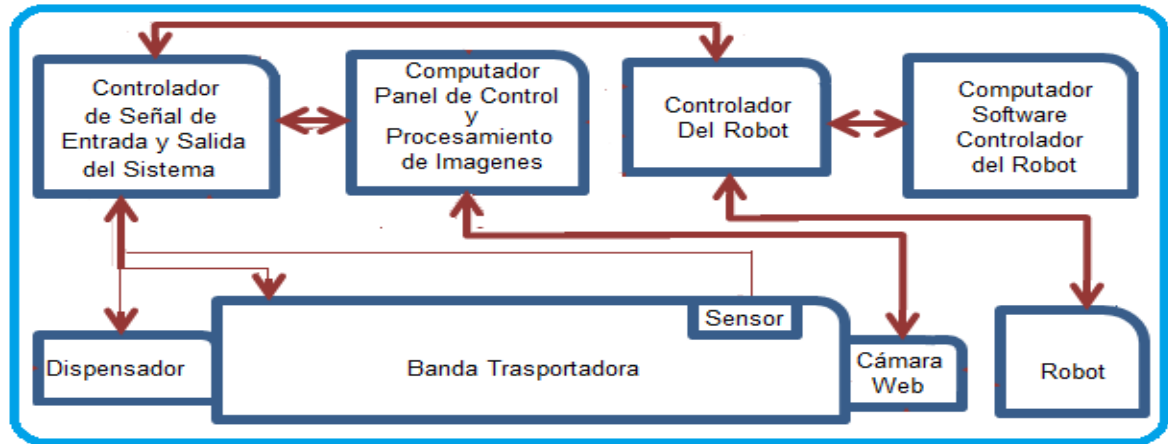 Controlador
de Señal de
Entrada y Salida
del Sistema
Computador
Panel de Control
y
Procesamiento
de Imagenes
Controlador
Del Robot
Computador
Software
Controlador
del Robot
Dispensador
Banda Trasportadora
Sensor
Cámara
Web
Robot